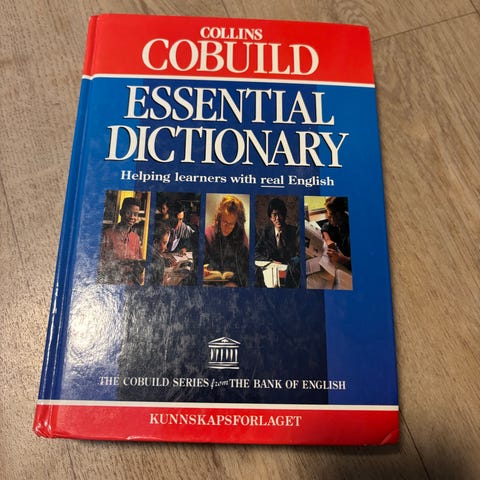 COLLINS
COBUILD
ESSENTIAL
DICTIONARY
Helping learners with real English
THE COBUILD SERIES from THE BANK OF ENGLISH
KUNNSKAPSFORLAGET